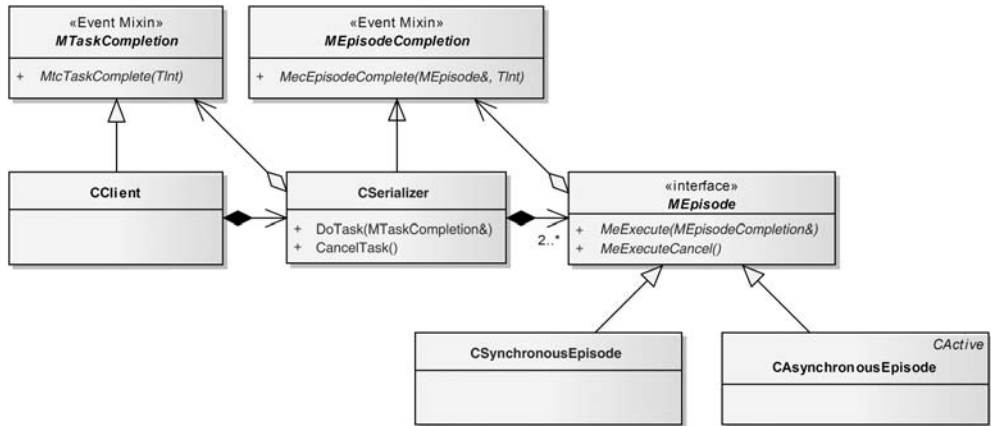 «Event Mixin»
MTaskCompletion
+ MtcTaskComplete(TInt)
«Event Mixin»
MEpisodeCompletion
+ MecEpisodeComplete(MEpisode&, TInt)
CClient
CSerializer
+ DoTask(MTaskCompletion&)
+ CancelTask()
2..*
«interface»
MEpisode
+ MeExecute(MEpisodeCompletion&)
+ MeExecuteCancel()
CSynchronousEpisode
CActive
CAsynchronousEpisode